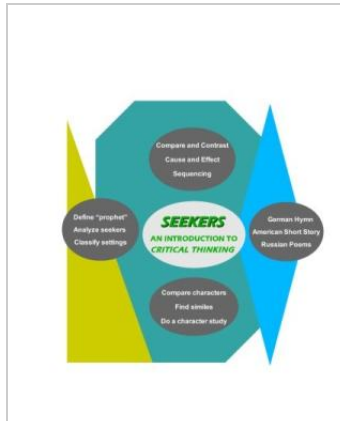 Compare and Contrast
Cause and Effect
Sequencing
Define "prophet"
Analyze seekers
Classify settings
SEEKERS
AN INTRODUCTION TO
CRITICAL THINKING
German Hymn
American Short Story
Russian Poems
Compare characters
Find similes
Do a character study